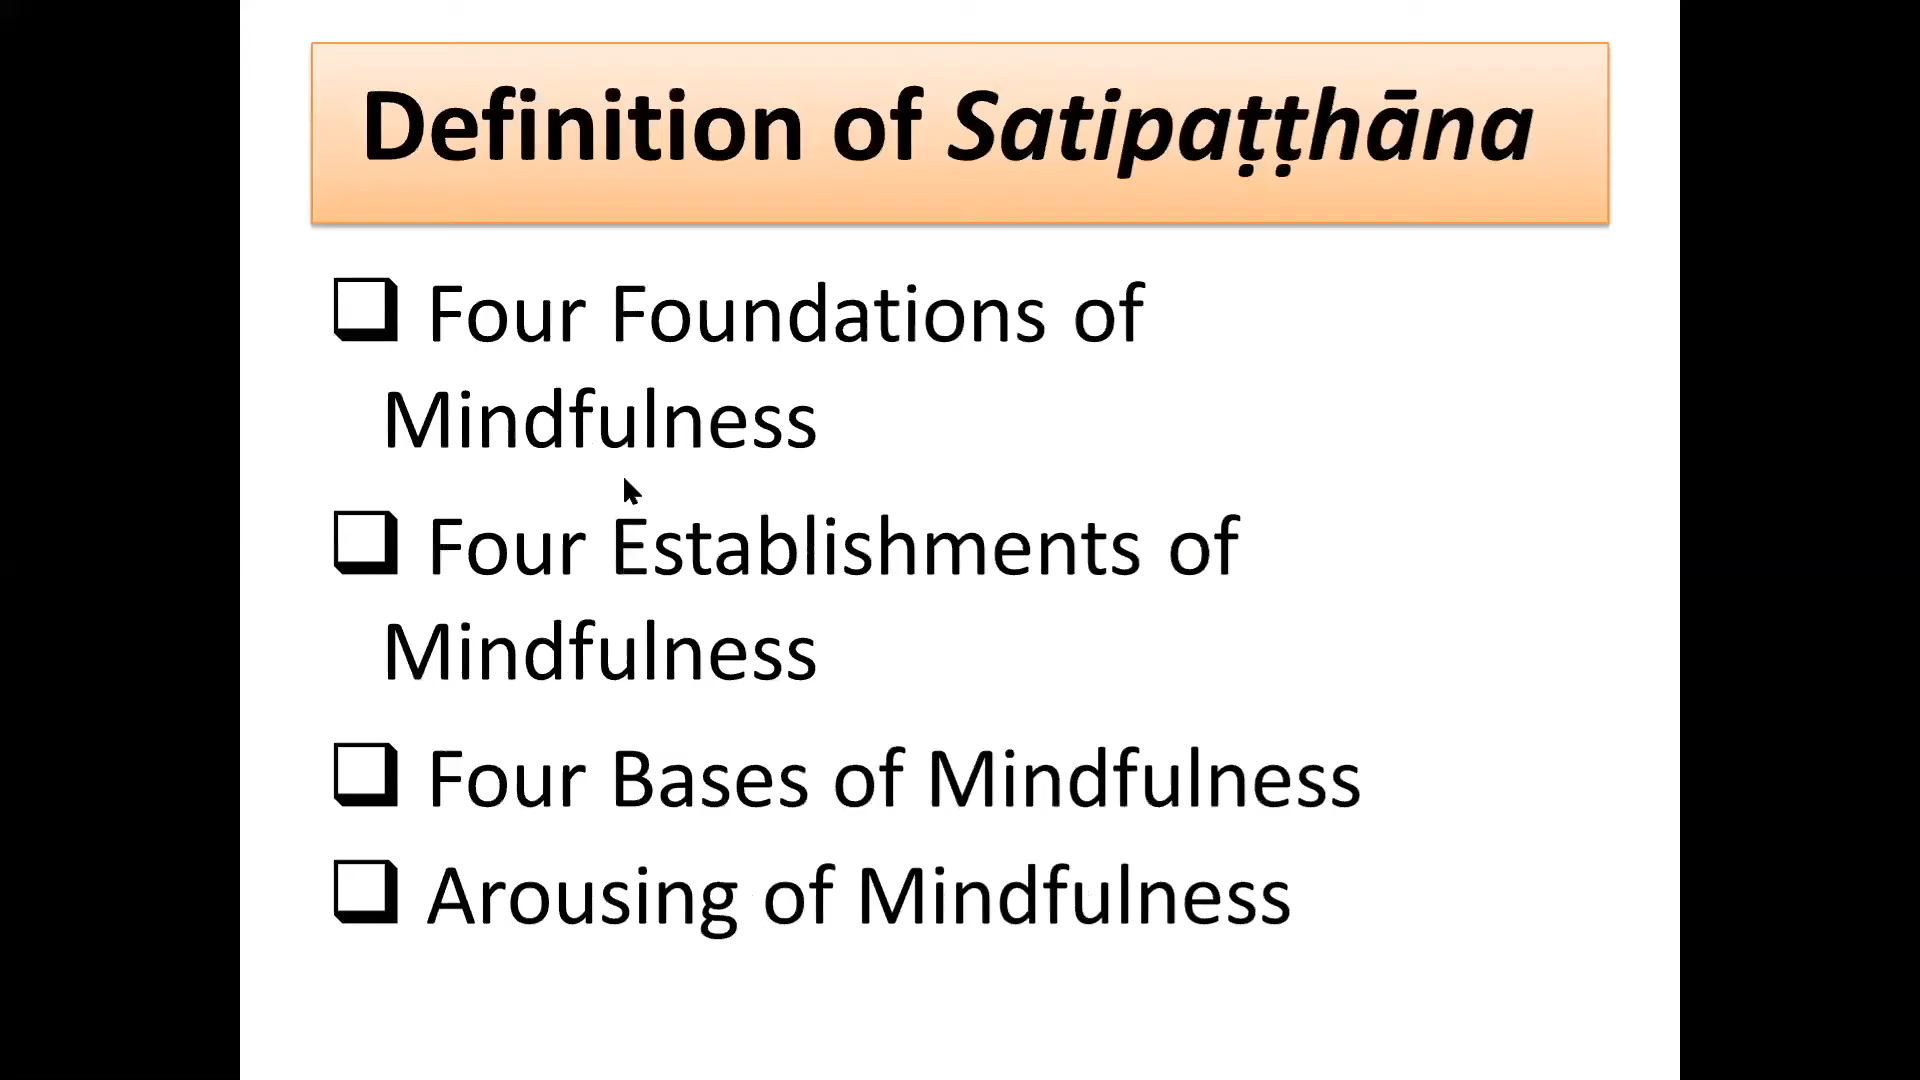 Definition of Satipaṭṭhāna
Four Foundations of
Mindfulness
Four Establishments of
Mindfulness
Four Bases of Mindfulness
Arousing of Mindfulness